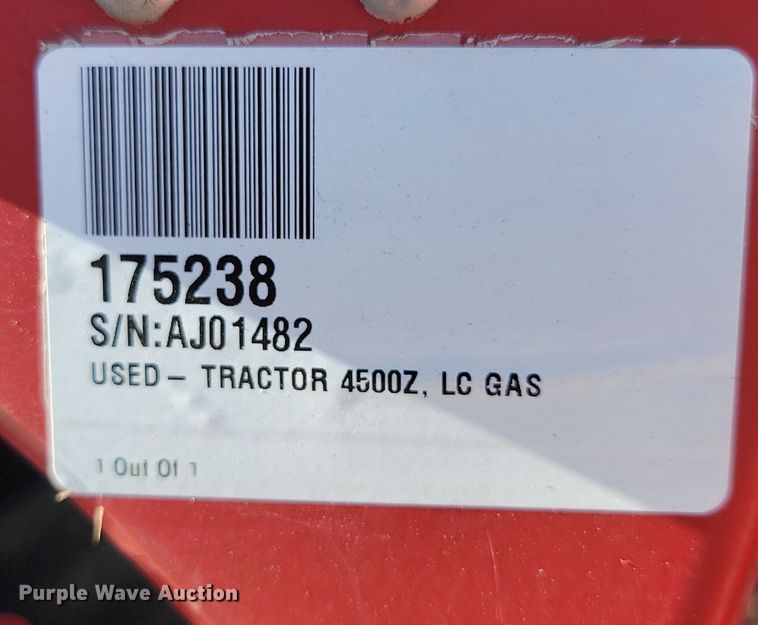 175238
S/N:AJ01482
USED – TRACTOR 4500Z, LC GAS
1 Out Of 1
Purple Wave Auction